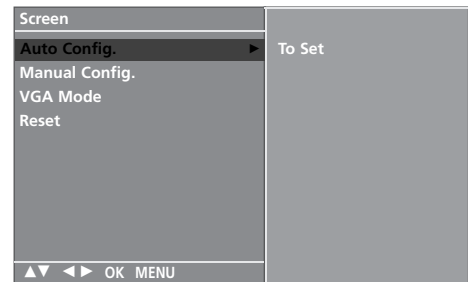 Screen
Auto Config. ► To Set
Manual Config.
VGA Mode
Reset
▲▼ ◄► OK MENU